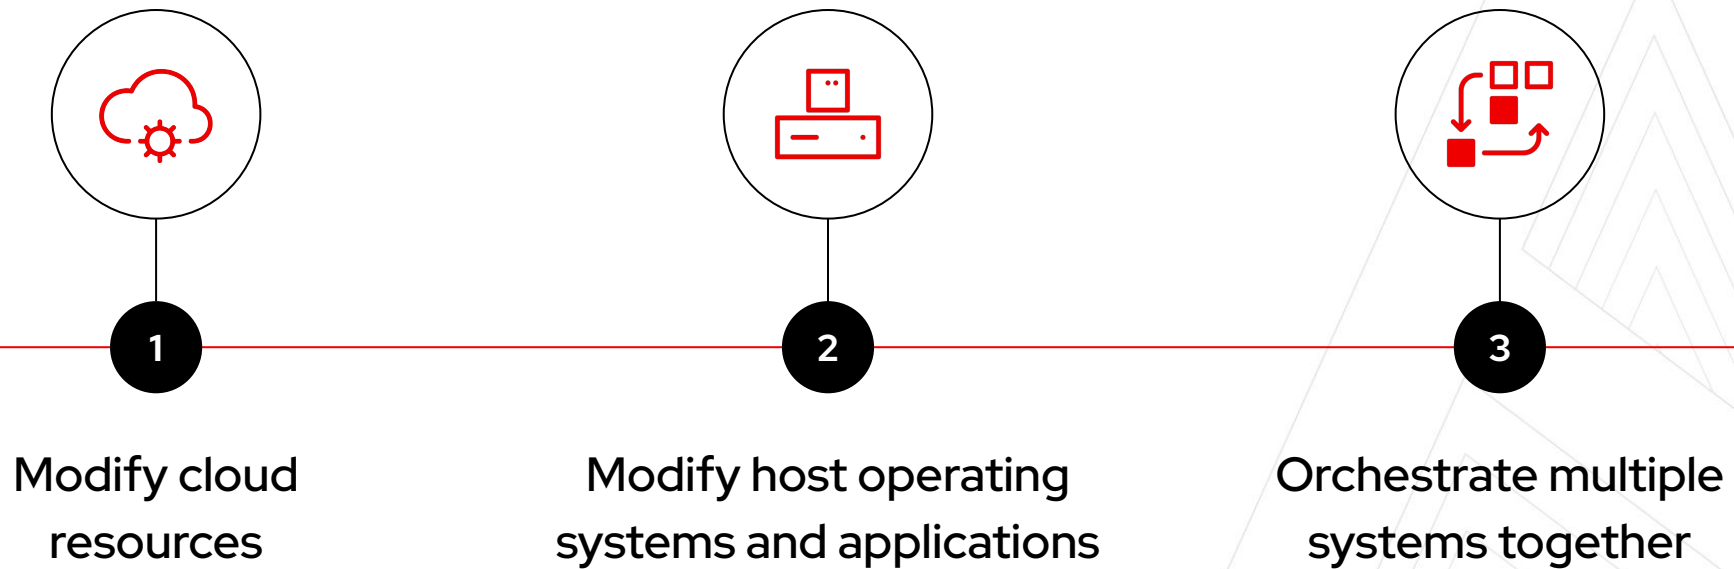 1
Modify cloud
resources
2
Modify host operating
systems and applications
3
Orchestrate multiple
systems together